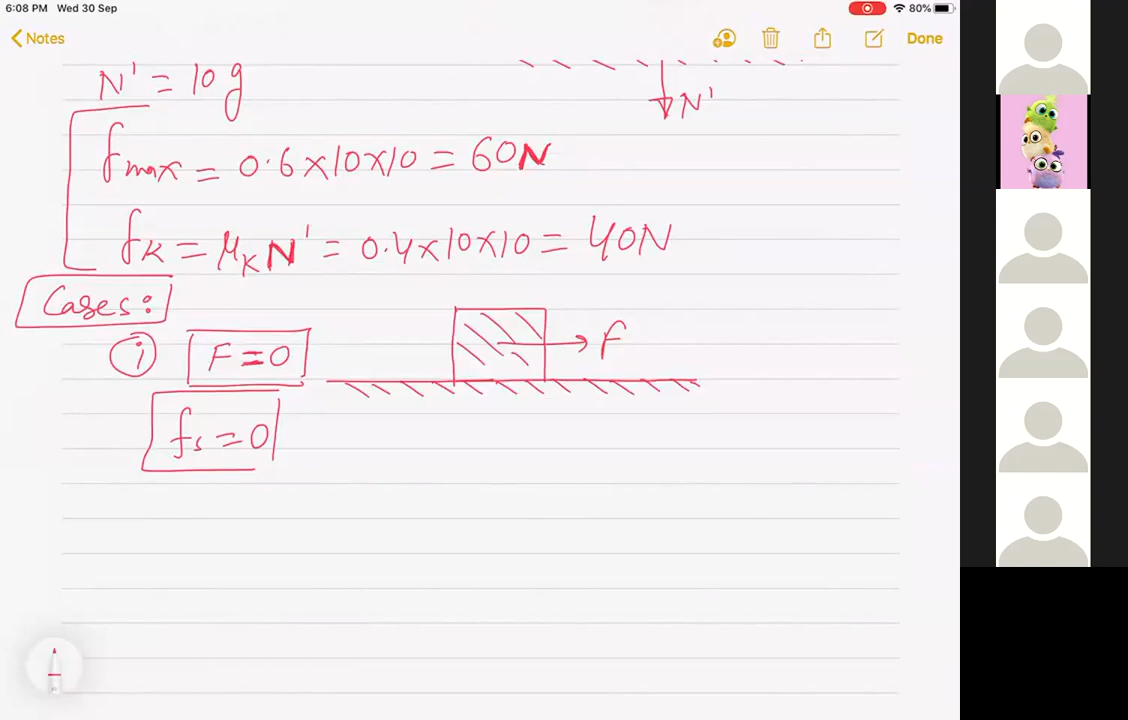 6:08 PM Wed 30 Sep 80%
Notes Done
N' = 10 g
N'
fmax = 0.6 x 10 x 10 = 60N
fK = μK N' = 0.4 x 10 x 10 = 40N
Cases:
(i) F = 0
F
fs = 0